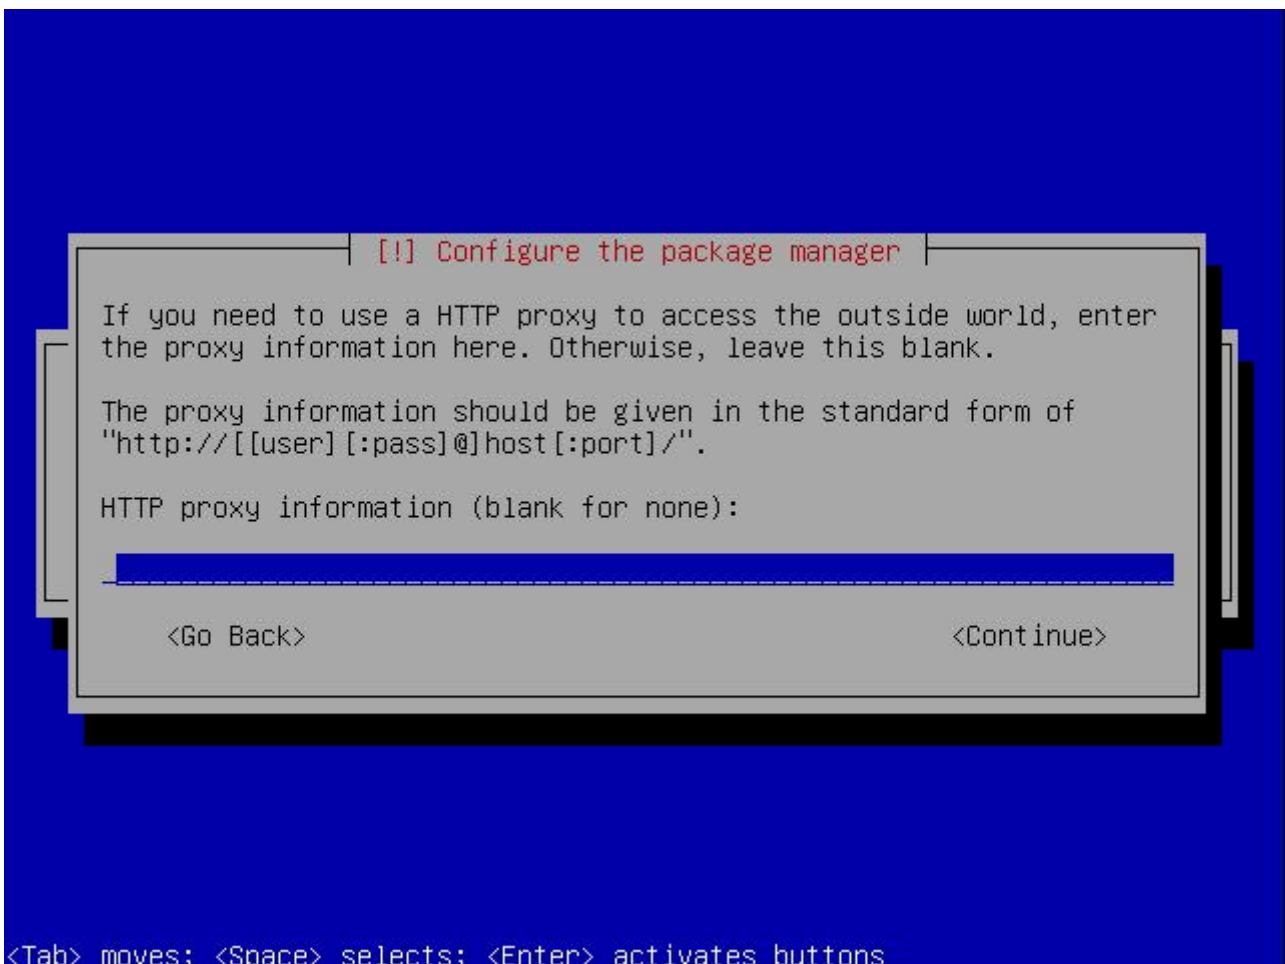 [!] Configure the package manager
If you need to use a HTTP proxy to access the outside world, enter
the proxy information here. Otherwise, leave this blank.
The proxy information should be given in the standard form of
"http://[[user][:pass]@]host[:port]/".
HTTP proxy information (blank for none):
<Go Back> <Continue>
<Tab> moves; <Space> selects; <Enter> activates buttons